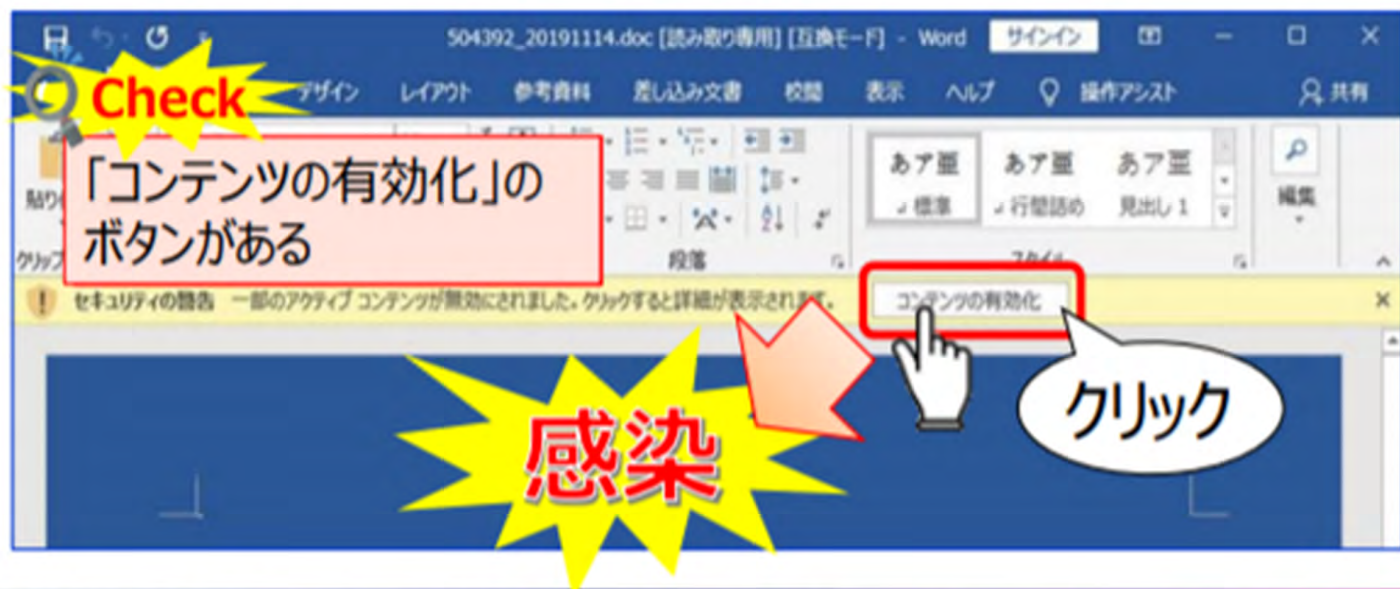 504392_20191114.doc [読み取り専用] [互換モード] - Word サインイン
Check
デザイン レイアウト 参考資料 差し込み文書 校閲 表示 ヘルプ 操作アシスト 共有
「コンテンツの有効化」の
ボタンがある
あア亜 あア亜 あア亜
標準 行間詰め 見出し 1
編集
段落
セキュリティの警告 一部のアクティブ コンテンツが無効にされました。クリックすると詳細が表示されます。 コンテンツの有効化
クリック
感染